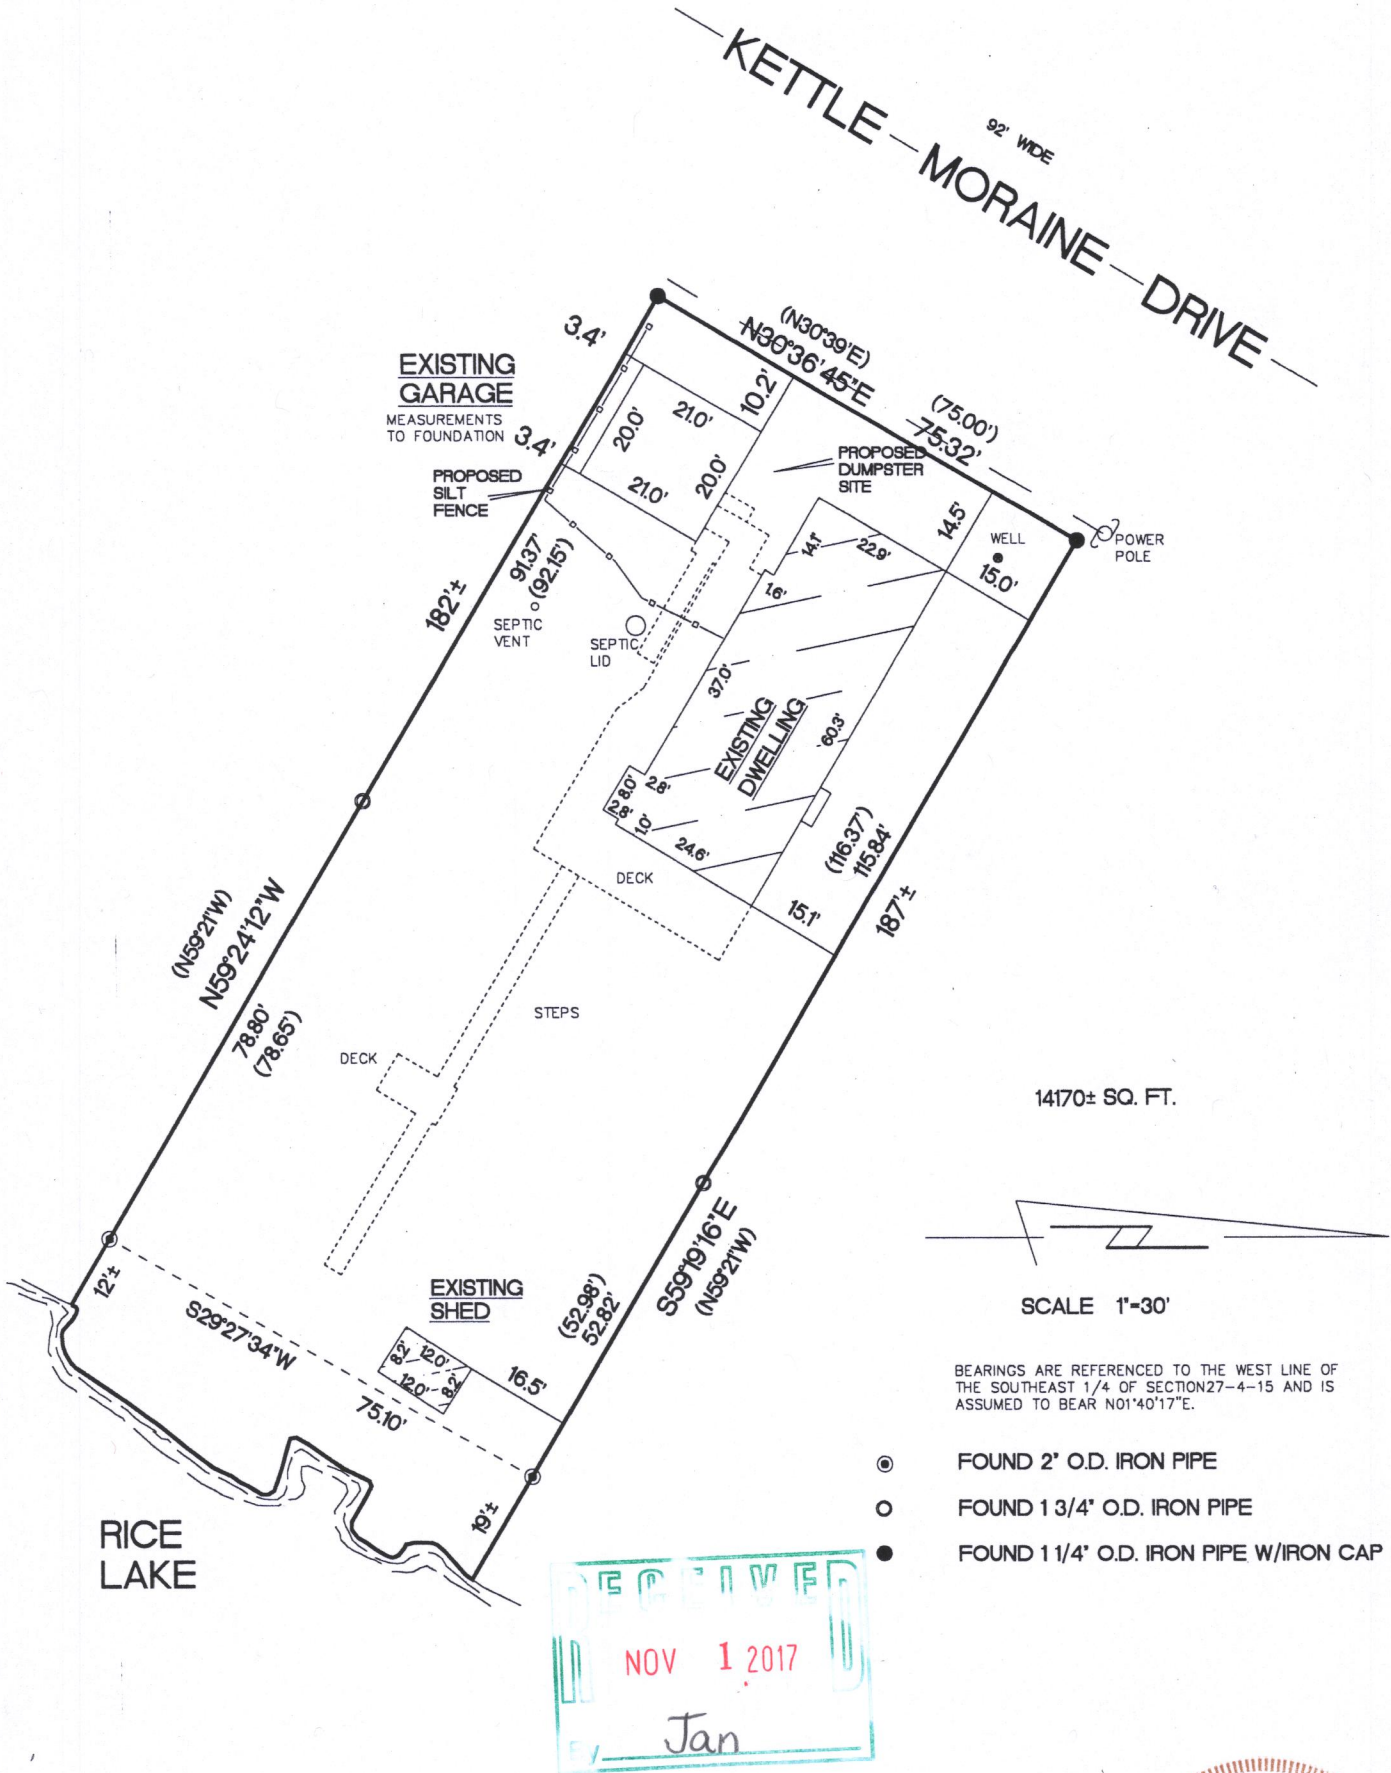 KETTLE MORAINE DRIVE
92' WIDE
(N30°39'E)
N30°36'45"E
(75.00')
75.32'
3.4'
EXISTING
GARAGE
MEASUREMENTS
TO FOUNDATION
3.4'
21.0'
20.0'
10.2'
20.0'
21.0'
PROPOSED
SILT
FENCE
PROPOSED
DUMPSTER
SITE
14.5'
WELL
15.0'
POWER
POLE
14.1'
22.9'
1.6'
91.37'
(92.15')
182'±
SEPTIC
VENT
SEPTIC
LID
37.0'
EXISTING
DWELLING
60.3'
8.0'
2.8'
2.8'
1.0'
24.6'
(116.37')
115.84'
187'±
DECK
15.1'
(N59°21'W)
N59°24'12"W
78.80'
(78.65')
STEPS
DECK
14170± SQ. FT.
S59°19'16"E
(N59°21'W)
12'±
S29°27'34"W
75.10'
EXISTING
SHED
8.2'
12.0'
12.0'
8.2'
16.5'
(52.98')
52.82'
19'±
SCALE 1"=30'
BEARINGS ARE REFERENCED TO THE WEST LINE OF
THE SOUTHEAST 1/4 OF SECTION27-4-15 AND IS
ASSUMED TO BEAR N01°40'17"E.
FOUND 2" O.D. IRON PIPE
FOUND 1 3/4" O.D. IRON PIPE
FOUND 1 1/4" O.D. IRON PIPE W/IRON CAP
RICE
LAKE
RECEIVED
NOV 1 2017
By Jan